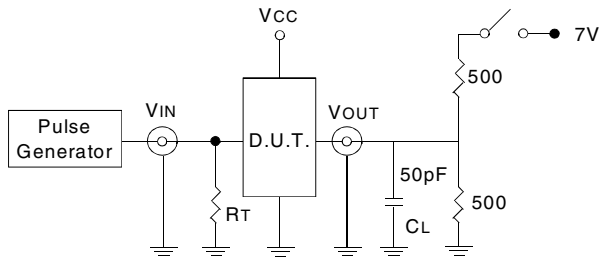 VCC
7V
500
Pulse
Generator
VIN
D.U.T.
VOUT
50pF
500
RT
CL